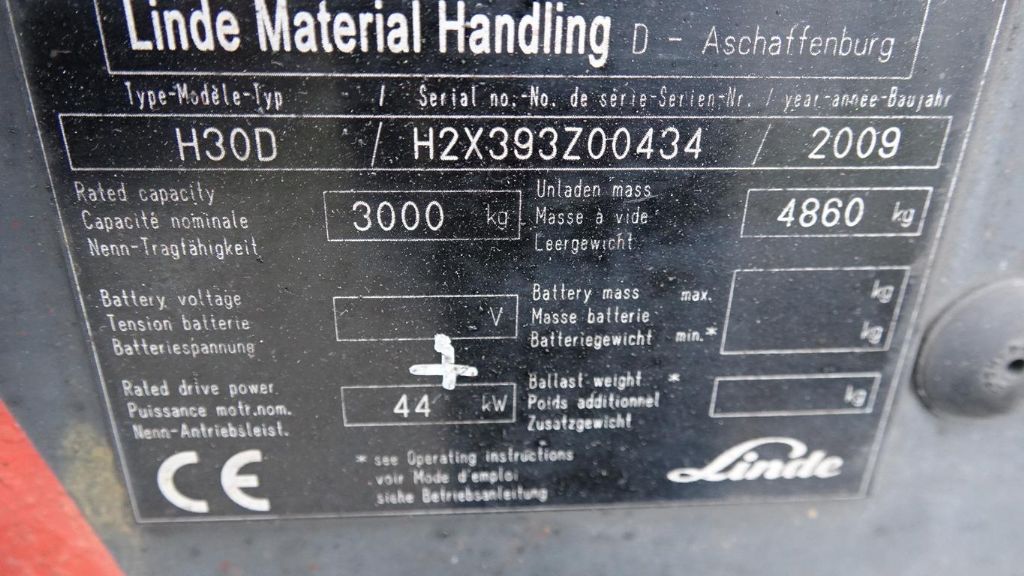 Linde Material Handling D - Aschaffenburg
Type-Modèle-Typ / Serial no.-No. de série-Serien-Nr. / year-année-Baujahr
H30D / H2X393Z00434 / 2009
Rated capacity
Capacité nominale
Nenn-Tragfähigkeit
3000 kg
Unladen mass
Masse à vide
Leergewicht
4860 kg
Battery voltage
Tension batterie
Batteriespannung
V
Battery mass max. kg
Masse batterie
Batteriegewicht min.* kg
Rated drive power
Puissance motr.nom.
Nenn-Antriebsleist.
44 kW
Ballast weight *
Poids additionnel
Zusatzgewicht
kg
CE
* see Operating instructions
voir Mode d'emploi
siehe Betriebsanleitung
Linde